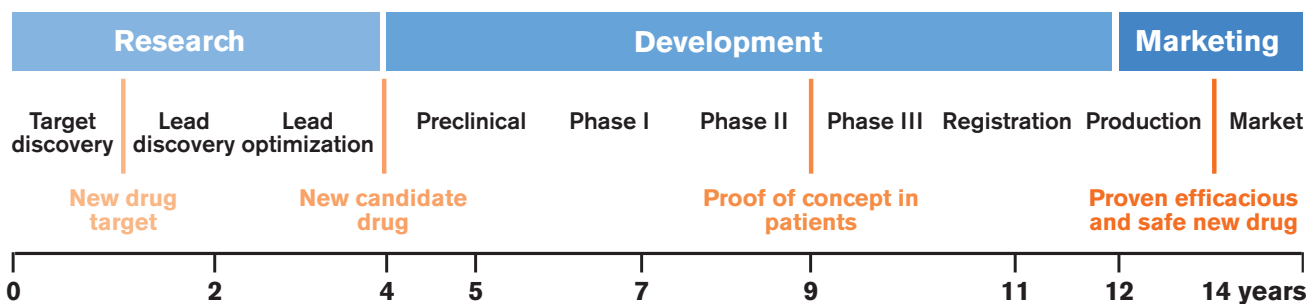 Research Development Marketing
Target Lead Lead Preclinical Phase I Phase II Phase III Registration Production Market
discovery discovery optimization
New drug New candidate Proof of concept in Proven efficacious
target drug patients and safe new drug
0 2 4 5 7 9 11 12 14 years